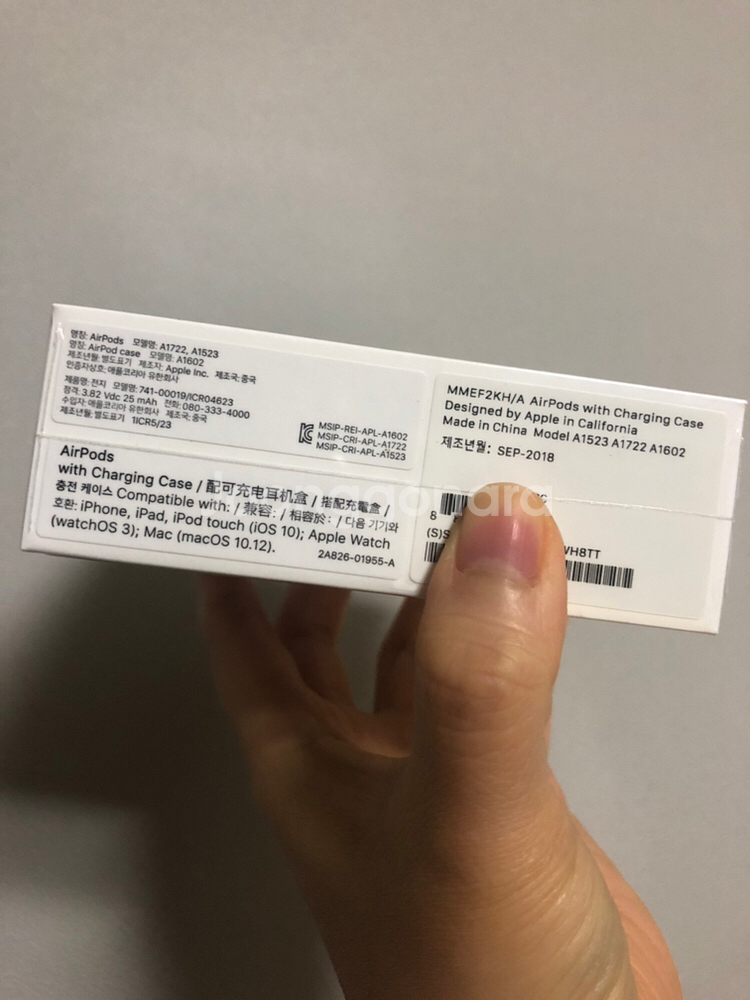 명칭: AirPods 모델명: A1722, A1523
명칭: AirPod case 모델명: A1602
제조년월: 별도표기 제조자: Apple Inc. 제조국: 중국
인증자상호: 애플코리아 유한회사
제품명: 전지 모델명: 741-00019/ICR04623
정격: 3.82 Vdc 25 mAh 전화: 080-333-4000
수입자: 애플코리아 유한회사 제조국: 중국
제조년월: 별도표기 1ICR5/23
MSIP-REI-APL-A1602
MSIP-CRI-APL-A1722
MSIP-CRI-APL-A1523
AirPods
with Charging Case / 配可充电耳机盒 / 搭配充電盒 /
충전 케이스 Compatible with: / 兼容: / 相容於: / 다음 기기와
호환: iPhone, iPad, iPod touch (iOS 10); Apple Watch
(watchOS 3); Mac (macOS 10.12).
2A826-01955-A
MMEF2KH/A AirPods with Charging Case
Designed by Apple in California
Made in China Model A1523 A1722 A1602
제조년월: SEP-2018
8
(S)S
VH8TT